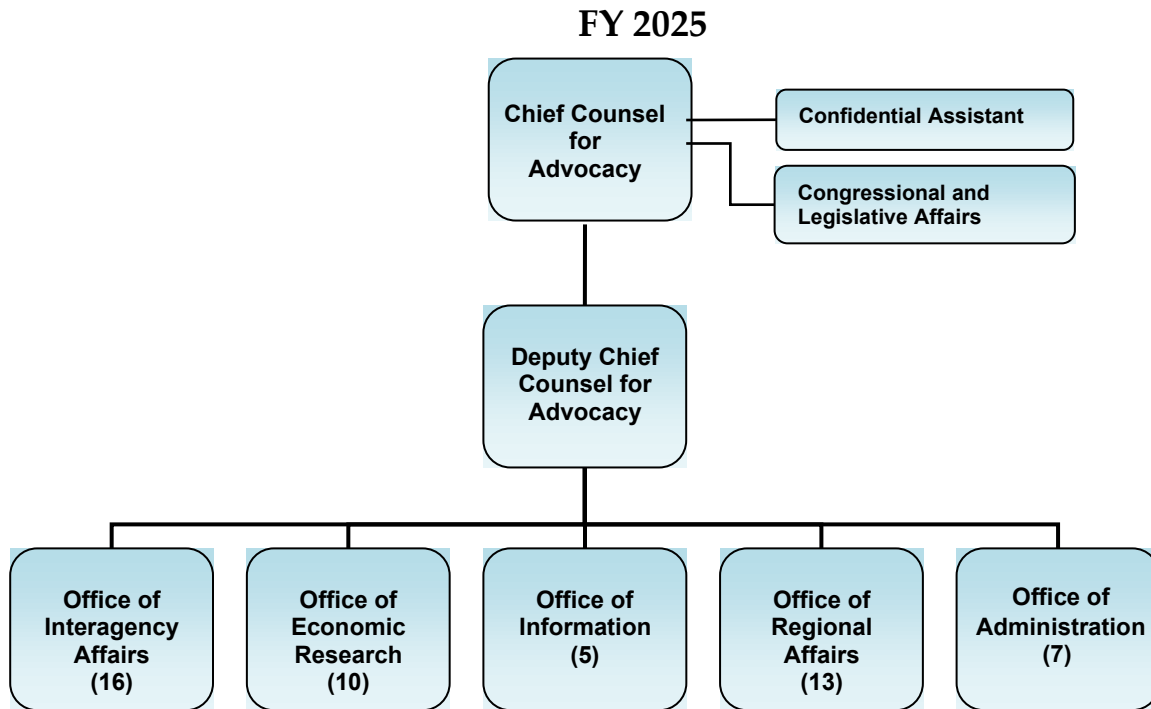 FY 2025
Chief Counsel
for
Advocacy
Confidential Assistant
Congressional and
Legislative Affairs
Deputy Chief
Counsel for
Advocacy
Office of
Interagency
Affairs
(16)
Office of
Economic
Research
(10)
Office of
Information
(5)
Office of
Regional
Affairs
(13)
Office of
Administration
(7)